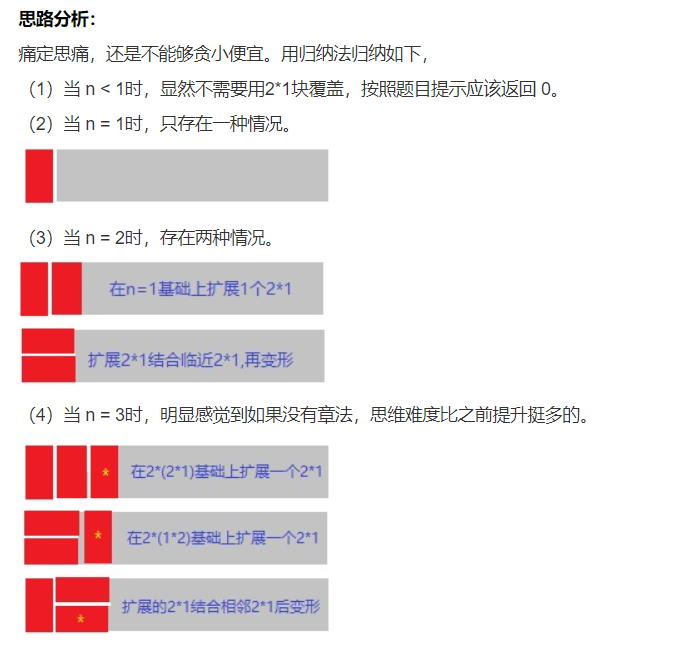 思路分析：
痛定思痛，还是不能够贪小便宜。用归纳法归纳如下，
（1）当 n < 1时，显然不需要用2*1块覆盖，按照题目提示应该返回 0。
（2）当 n = 1时，只存在一种情况。
（3）当 n = 2时，存在两种情况。
在n=1基础上扩展1个2*1
扩展2*1结合临近2*1,再变形
（4）当 n = 3时，明显感觉到如果没有章法，思维难度比之前提升挺多的。
* 在2*(2*1)基础上扩展一个2*1
* 在2*(1*2)基础上扩展一个2*1
* 扩展的2*1结合相邻2*1后变形